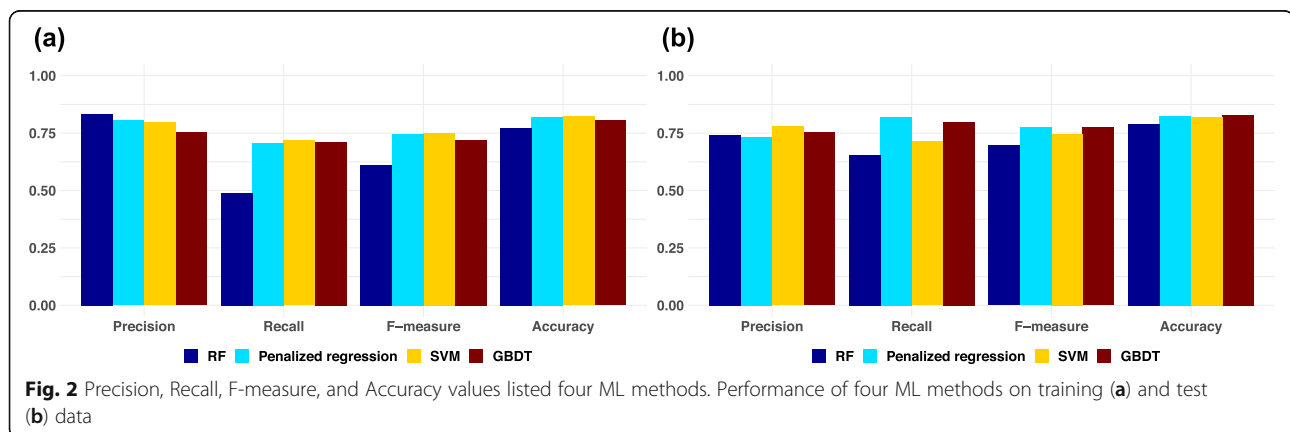 (a)
1.00
0.75
0.50
0.25
0.00
Precision Recall F–measure Accuracy
RF Penalized regression SVM GBDT
(b)
1.00
0.75
0.50
0.25
0.00
Precision Recall F–measure Accuracy
RF Penalized regression SVM GBDT
Fig. 2 Precision, Recall, F-measure, and Accuracy values listed four ML methods. Performance of four ML methods on training (a) and test
(b) data